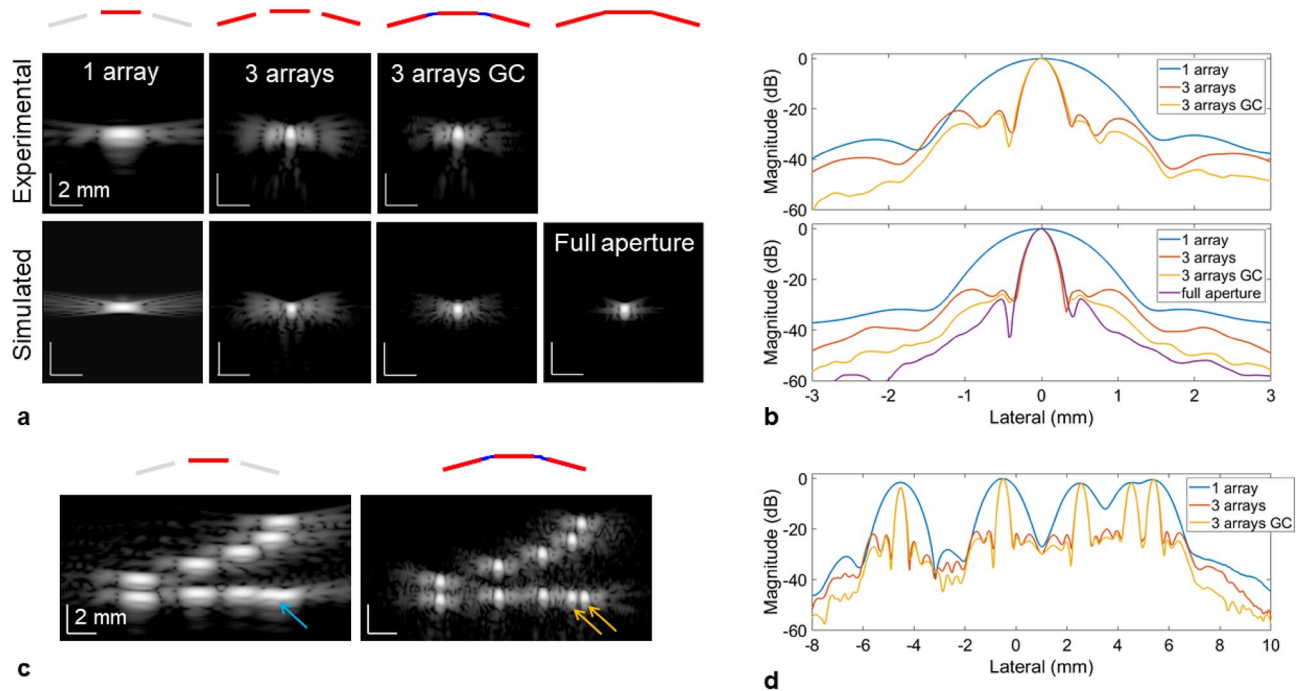 1 array
3 arrays
3 arrays GC
Experimental
2 mm
Full aperture
Simulated
a
0
-20
-40
-60
Magnitude (dB)
1 array
3 arrays
3 arrays GC
0
-20
-40
-60
Magnitude (dB)
1 array
3 arrays
3 arrays GC
full aperture
-3 -2 -1 0 1 2 3
Lateral (mm)
b
2 mm
c
0
-20
-40
-60
Magnitude (dB)
1 array
3 arrays
3 arrays GC
-8 -6 -4 -2 0 2 4 6 8 10
Lateral (mm)
d